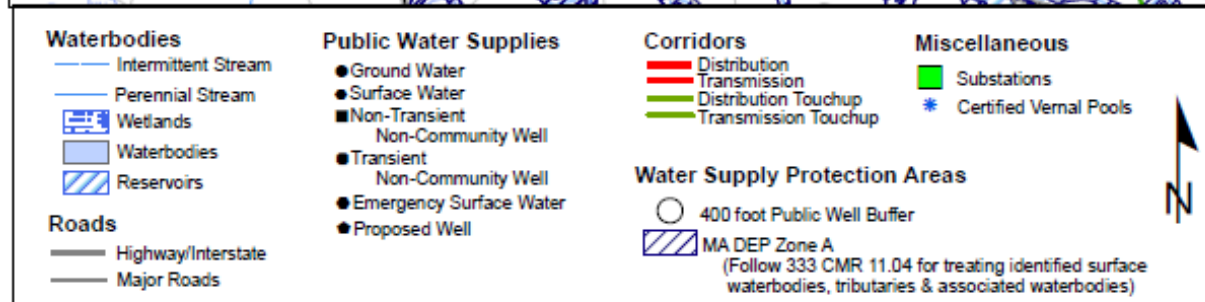 Waterbodies
Intermittent Stream
Perennial Stream
Wetlands
Waterbodies
Reservoirs
Roads
Highway/Interstate
Major Roads
Public Water Supplies
Ground Water
Surface Water
Non-Transient
Non-Community Well
Transient
Non-Community Well
Emergency Surface Water
Proposed Well
Corridors
Distribution
Transmission
Distribution Touchup
Transmission Touchup
Miscellaneous
Substations
Certified Vernal Pools
Water Supply Protection Areas
400 foot Public Well Buffer
MA DEP Zone A
(Follow 333 CMR 11.04 for treating identified surface
waterbodies, tributaries & associated waterbodies)
N